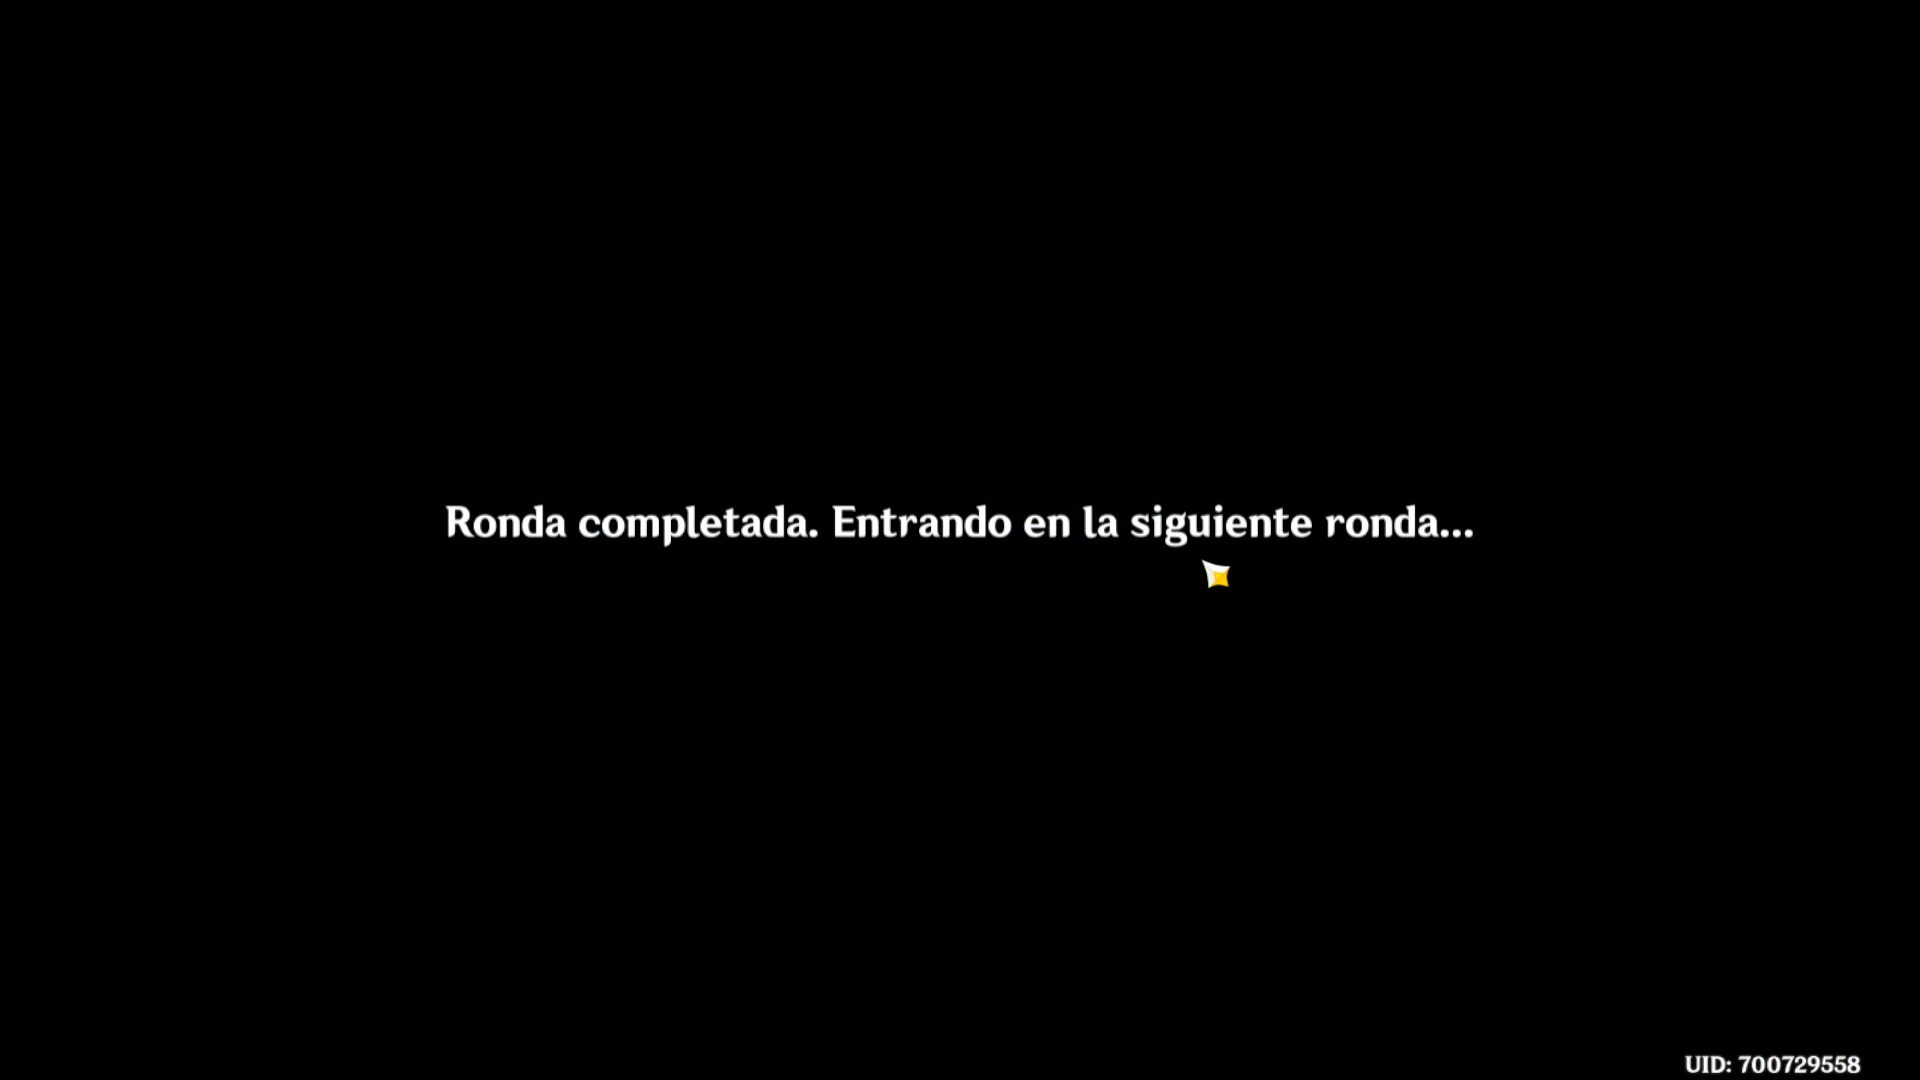 Ronda completada. Entrando en la siguiente ronda...
UID: 700729558